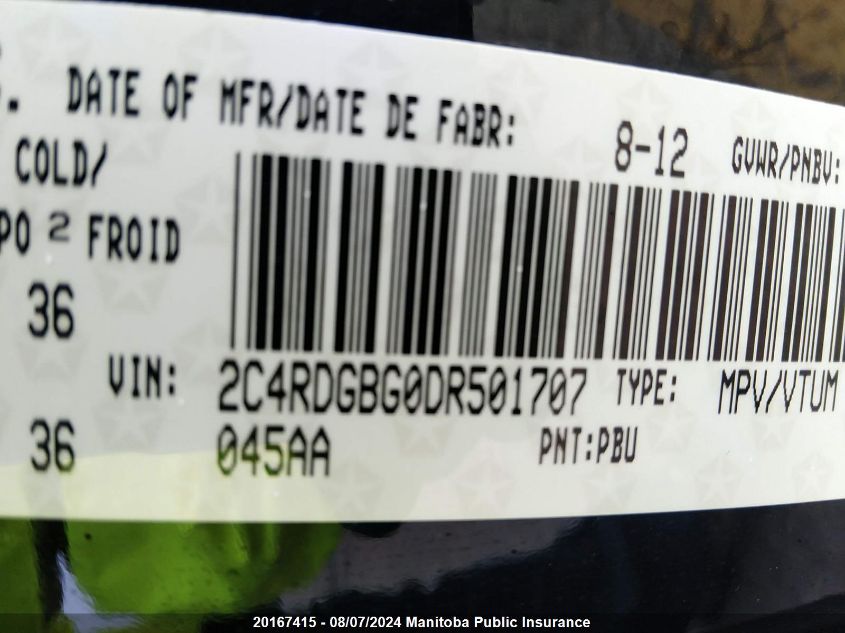 DATE OF MFR/DATE DE FABR: 8-12 GVWR/PNBV:
COLD/
PO 2 FROID
36
VIN: 2C4RDGBG0DR501707 TYPE: MPV/VTUM
36 045AA PNT:PBU
20167415 - 08/07/2024 Manitoba Public Insurance